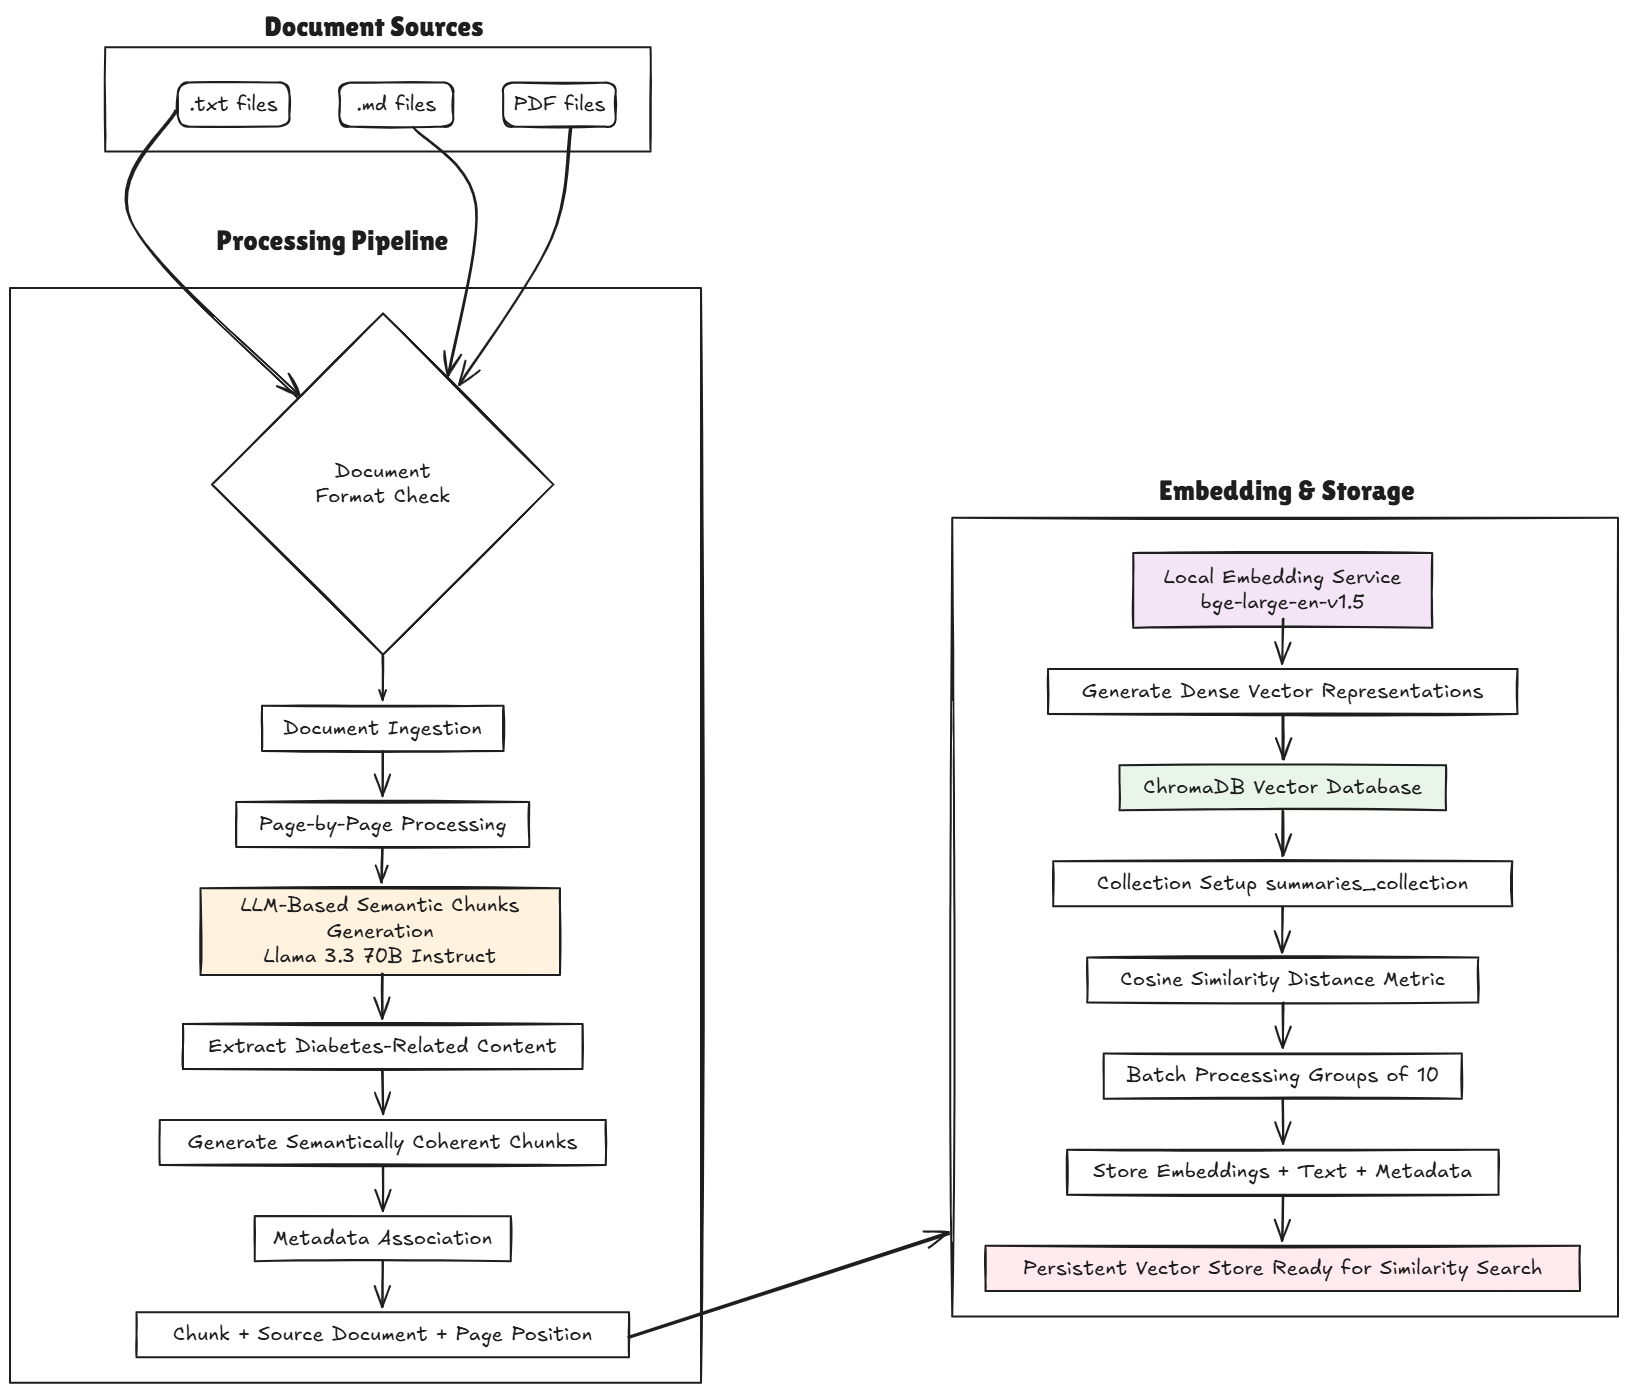 Document Sources
.txt files
.md files
PDF files
Processing Pipeline
Document
Format Check
Document Ingestion
Page-by-Page Processing
LLM-Based Semantic Chunks
Generation
Llama 3.3 70B Instruct
Extract Diabetes-Related Content
Generate Semantically Coherent Chunks
Metadata Association
Chunk + Source Document + Page Position
Embedding & Storage
Local Embedding Service
bge-large-en-v1.5
Generate Dense Vector Representations
ChromaDB Vector Database
Collection Setup summaries_collection
Cosine Similarity Distance Metric
Batch Processing Groups of 10
Store Embeddings + Text + Metadata
Persistent Vector Store Ready for Similarity Search